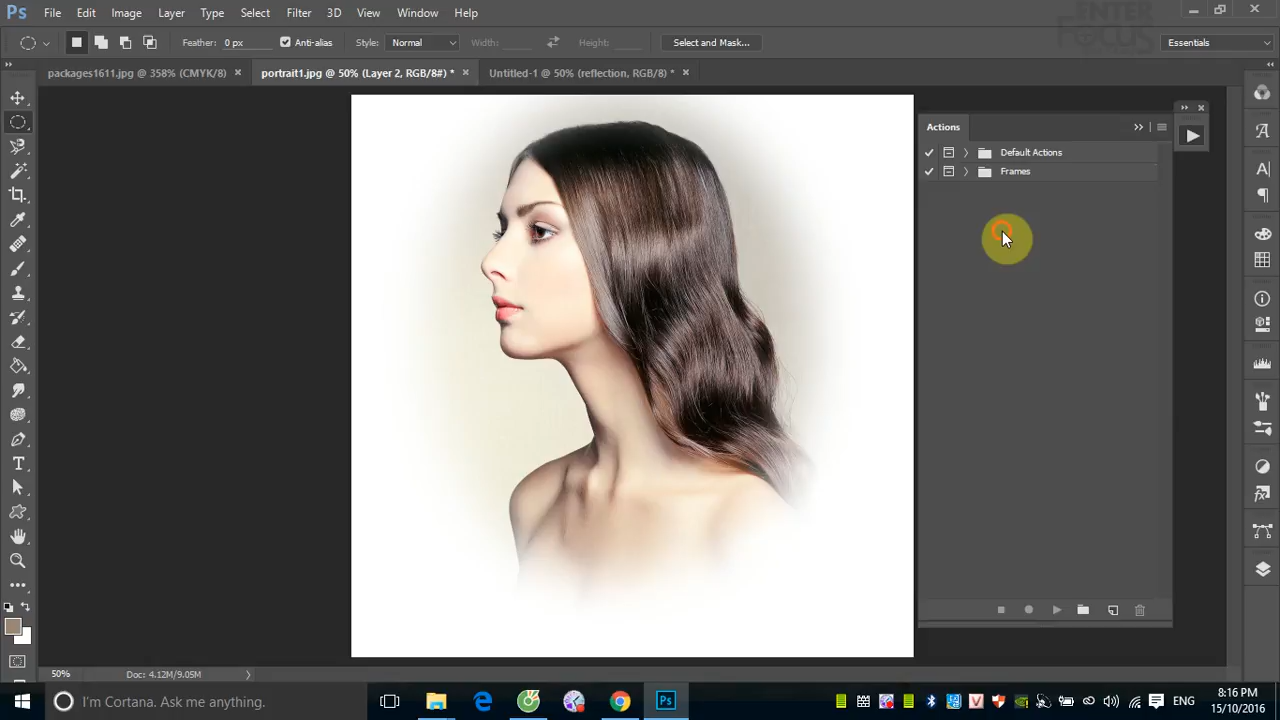 Ps File Edit Image Layer Type Select Filter 3D View Window Help
ENTER
FOCUS
Feather: 0 px Anti-alias Style: Normal Width: Height: Select and Mask... Essentials
packages1611.jpg @ 358% (CMYK/8) × portrait1.jpg @ 50% (Layer 2, RGB/8#) * × Untitled-1 @ 50% (reflection, RGB/8) * ×
Actions
Default Actions
Frames
50% Doc: 4.12M/9.05M
I'm Cortana. Ask me anything.
Ps
ENG
8:16 PM
15/10/2016